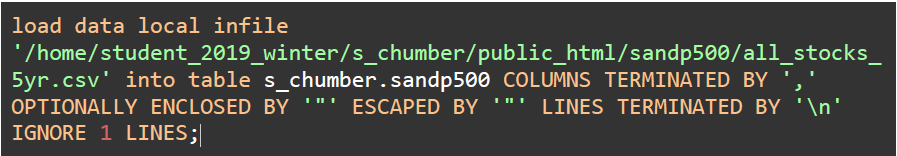 load data local infile
'/home/student_2019_winter/s_chumber/public_html/sandp500/all_stocks_
5yr.csv' into table s_chumber.sandp500 COLUMNS TERMINATED BY ','
OPTIONALLY ENCLOSED BY '"' ESCAPED BY '"' LINES TERMINATED BY '\n'
IGNORE 1 LINES;